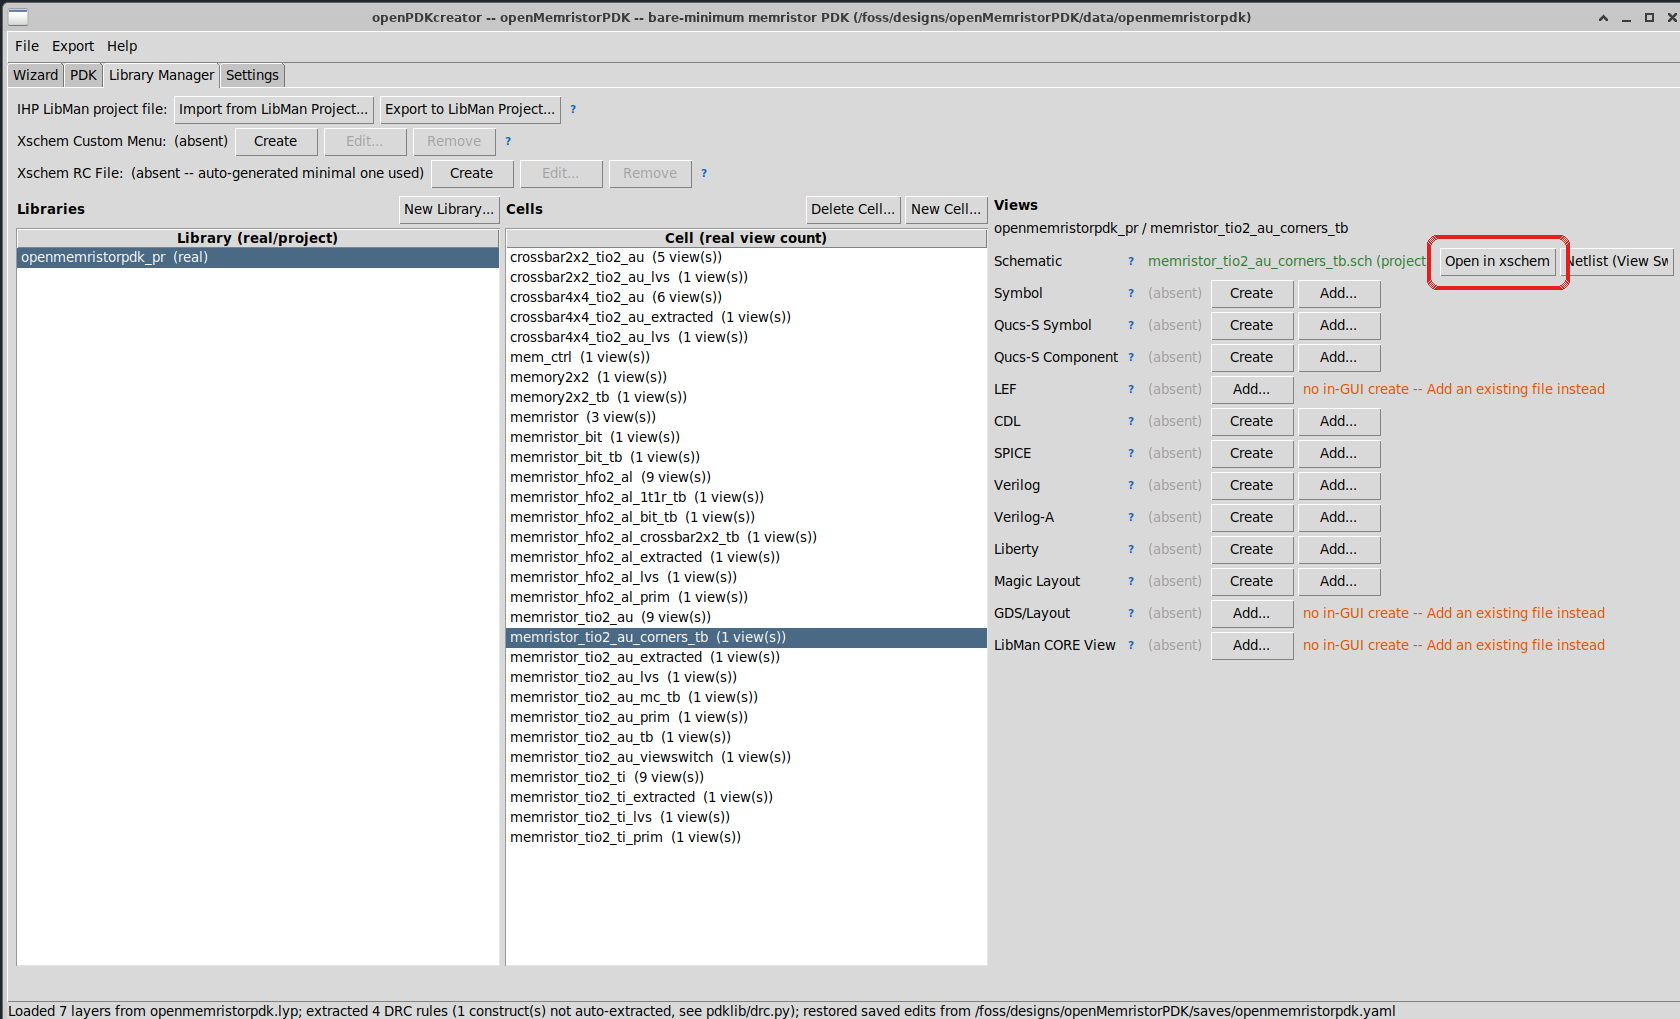 openPDKcreator -- openMemristorPDK -- bare-minimum memristor PDK (/foss/designs/openMemristorPDK/data/openmemristorpdk)
File Export Help
Wizard PDK Library Manager Settings
IHP LibMan project file: Import from LibMan Project... Export to LibMan Project... ?
Xschem Custom Menu: (absent) Create Edit... Remove ?
Xschem RC File: (absent -- auto-generated minimal one used) Create Edit... Remove ?
Libraries New Library...
Library (real/project)
openmemristorpdk_pr (real)
Cells Delete Cell... New Cell...
Cell (real view count)
crossbar2x2_tio2_au (5 view(s))
crossbar2x2_tio2_au_lvs (1 view(s))
crossbar4x4_tio2_au (6 view(s))
crossbar4x4_tio2_au_extracted (1 view(s))
crossbar4x4_tio2_au_lvs (1 view(s))
mem_ctrl (1 view(s))
memory2x2 (1 view(s))
memory2x2_tb (1 view(s))
memristor (3 view(s))
memristor_bit (1 view(s))
memristor_bit_tb (1 view(s))
memristor_hfo2_al (9 view(s))
memristor_hfo2_al_1t1r_tb (1 view(s))
memristor_hfo2_al_bit_tb (1 view(s))
memristor_hfo2_al_crossbar2x2_tb (1 view(s))
memristor_hfo2_al_extracted (1 view(s))
memristor_hfo2_al_lvs (1 view(s))
memristor_hfo2_al_prim (1 view(s))
memristor_tio2_au (9 view(s))
memristor_tio2_au_corners_tb (1 view(s))
memristor_tio2_au_extracted (1 view(s))
memristor_tio2_au_lvs (1 view(s))
memristor_tio2_au_mc_tb (1 view(s))
memristor_tio2_au_prim (1 view(s))
memristor_tio2_au_tb (1 view(s))
memristor_tio2_au_viewswitch (1 view(s))
memristor_tio2_ti (9 view(s))
memristor_tio2_ti_extracted (1 view(s))
memristor_tio2_ti_lvs (1 view(s))
memristor_tio2_ti_prim (1 view(s))
Views
openmemristorpdk_pr / memristor_tio2_au_corners_tb
Schematic ? memristor_tio2_au_corners_tb.sch (project Open in xschem Netlist (View Sw
Symbol ? (absent) Create Add...
Qucs-S Symbol ? (absent) Create Add...
Qucs-S Component ? (absent) Create Add...
LEF ? (absent) Add... no in-GUI create -- Add an existing file instead
CDL ? (absent) Create Add...
SPICE ? (absent) Create Add...
Verilog ? (absent) Create Add...
Verilog-A ? (absent) Create Add...
Liberty ? (absent) Create Add...
Magic Layout ? (absent) Create Add...
GDS/Layout ? (absent) Add... no in-GUI create -- Add an existing file instead
LibMan CORE View ? (absent) Add... no in-GUI create -- Add an existing file instead
Loaded 7 layers from openmemristorpdk.lyp; extracted 4 DRC rules (1 construct(s) not auto-extracted, see pdklib/drc.py); restored saved edits from /foss/designs/openMemristorPDK/saves/openmemristorpdk.yaml